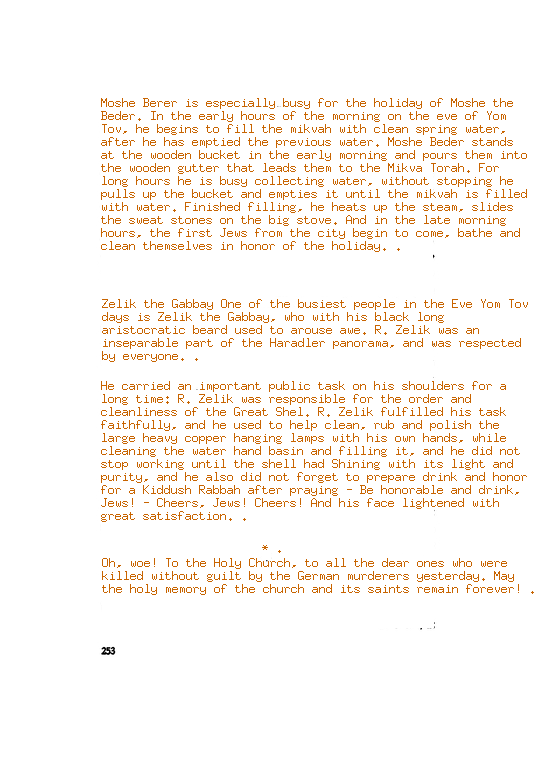 Moshe Berer is especially busy for the holiday of Moshe the
Beder. In the early hours of the morning on the eve of Yom
Tov, he begins to fill the mikvah with clean spring water,
after he has emptied the previous water. Moshe Beder stands
at the wooden bucket in the early morning and pours them into
the wooden gutter that leads them to the Mikva Torah. For
long hours he is busy collecting water, without stopping he
pulls up the bucket and empties it until the mikvah is filled
with water. Finished filling, he heats up the steam, slides
the sweat stones on the big stove. And in the late morning
hours, the first Jews from the city begin to come, bathe and
clean themselves in honor of the holiday. .
Zelik the Gabbay One of the busiest people in the Eve Yom Tov
days is Zelik the Gabbay, who with his black long
aristocratic beard used to arouse awe. R. Zelik was an
inseparable part of the Haradler panorama, and was respected
by everyone. .
He carried an important public task on his shoulders for a
long time: R. Zelik was responsible for the order and
cleanliness of the Great Shel. R. Zelik fulfilled his task
faithfully, and he used to help clean, rub and polish the
large heavy copper hanging lamps with his own hands, while
cleaning the water hand basin and filling it, and he did not
stop working until the shell had Shining with its light and
purity, and he also did not forget to prepare drink and honor
for a Kiddush Rabbah after praying - Be honorable and drink,
Jews! - Cheers, Jews! Cheers! And his face lightened with
great satisfaction. .
* .
Oh, woe! To the Holy Church, to all the dear ones who were
killed without guilt by the German murderers yesterday. May
the holy memory of the church and its saints remain forever! .
253